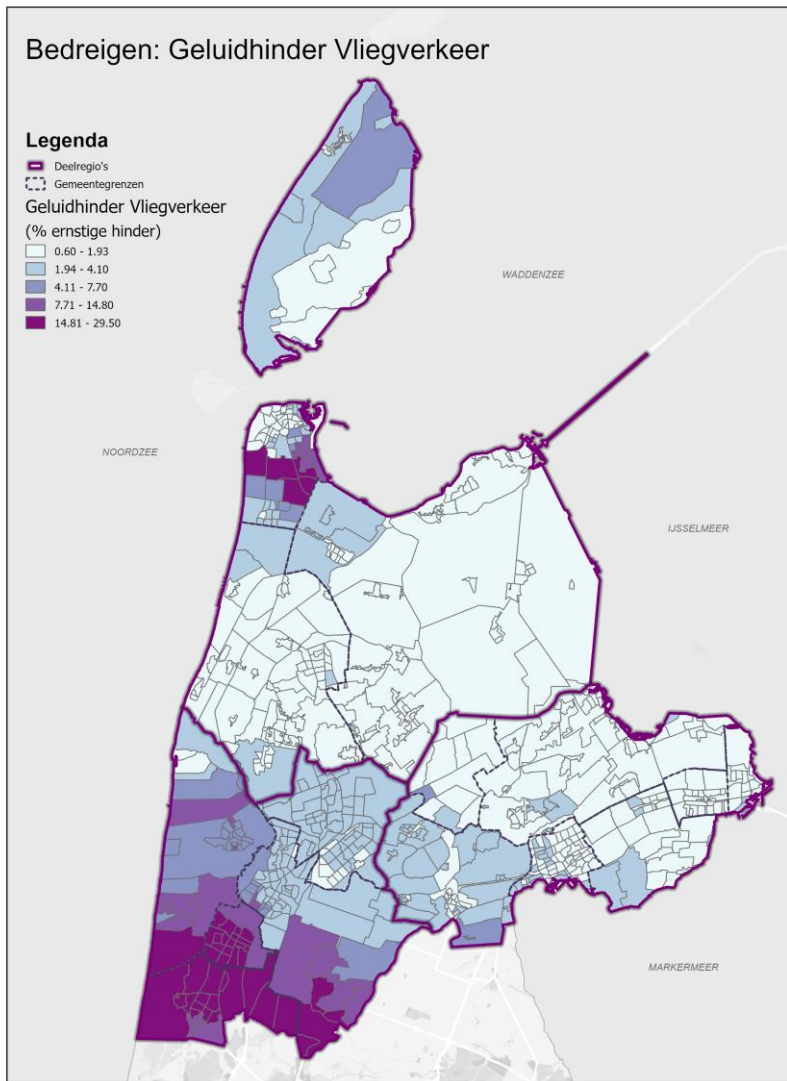 Bedreigen: Geluidhinder Vliegverkeer
Legenda
Deelregio's
Gemeentegrenzen
Geluidhinder Vliegverkeer
(% ernstige hinder)
0.60 - 1.93
1.94 - 4.10
4.11 - 7.70
7.71 - 14.80
14.81 - 29.50
WADDENZEE
NOORDZEE
IJSSELMEER
MARKERMEER